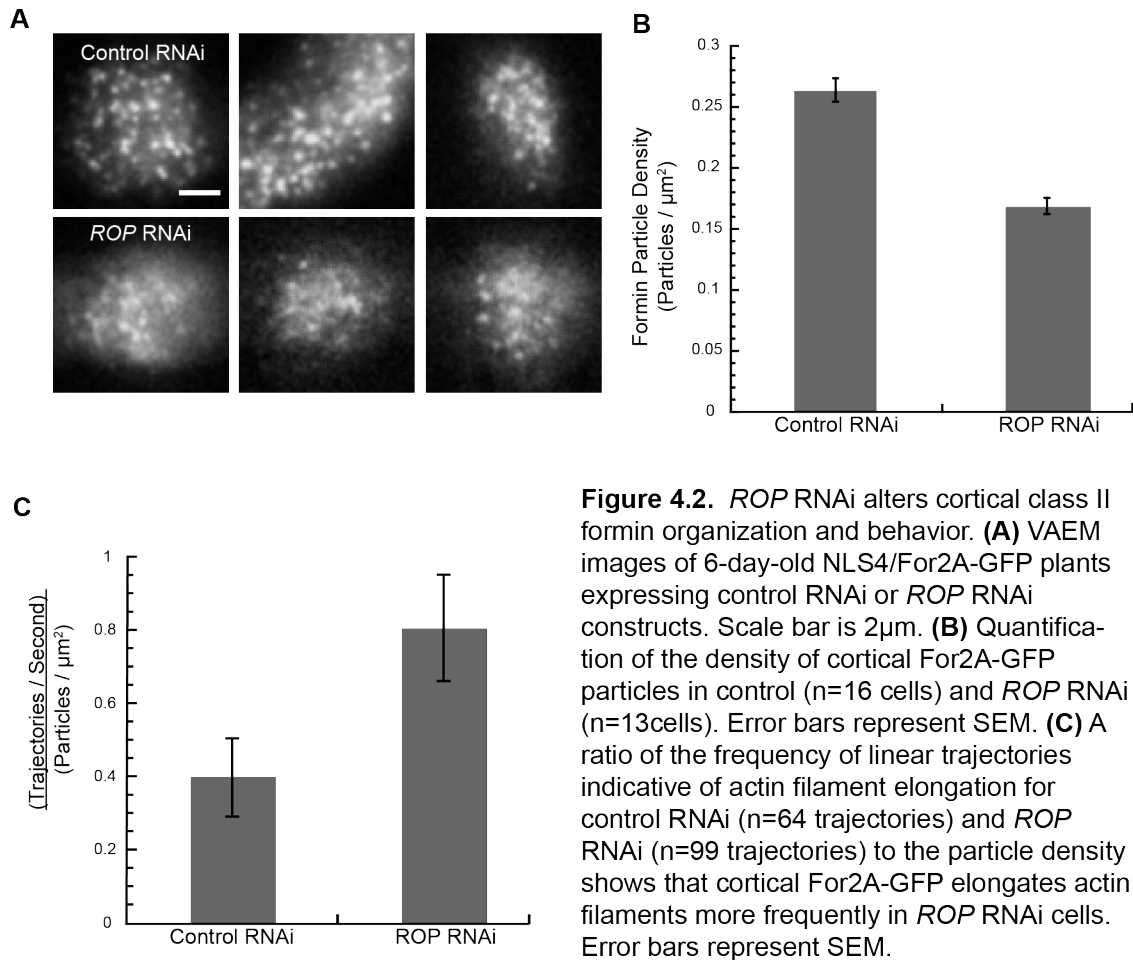 A
Control RNAi
ROP RNAi
B
Formin Particle Density
(Particles / µm²)
0.3
0.25
0.2
0.15
0.1
0.05
0
Control RNAi
ROP RNAi
C
(Trajectories / Second)
(Particles / µm²)
1
0.8
0.6
0.4
0.2
0
Control RNAi
ROP RNAi
Figure 4.2. ROP RNAi alters cortical class II
formin organization and behavior. (A) VAEM
images of 6-day-old NLS4/For2A-GFP plants
expressing control RNAi or ROP RNAi
constructs. Scale bar is 2µm. (B) Quantifica-
tion of the density of cortical For2A-GFP
particles in control (n=16 cells) and ROP RNAi
(n=13cells). Error bars represent SEM. (C) A
ratio of the frequency of linear trajectories
indicative of actin filament elongation for
control RNAi (n=64 trajectories) and ROP
RNAi (n=99 trajectories) to the particle density
shows that cortical For2A-GFP elongates actin
filaments more frequently in ROP RNAi cells.
Error bars represent SEM.